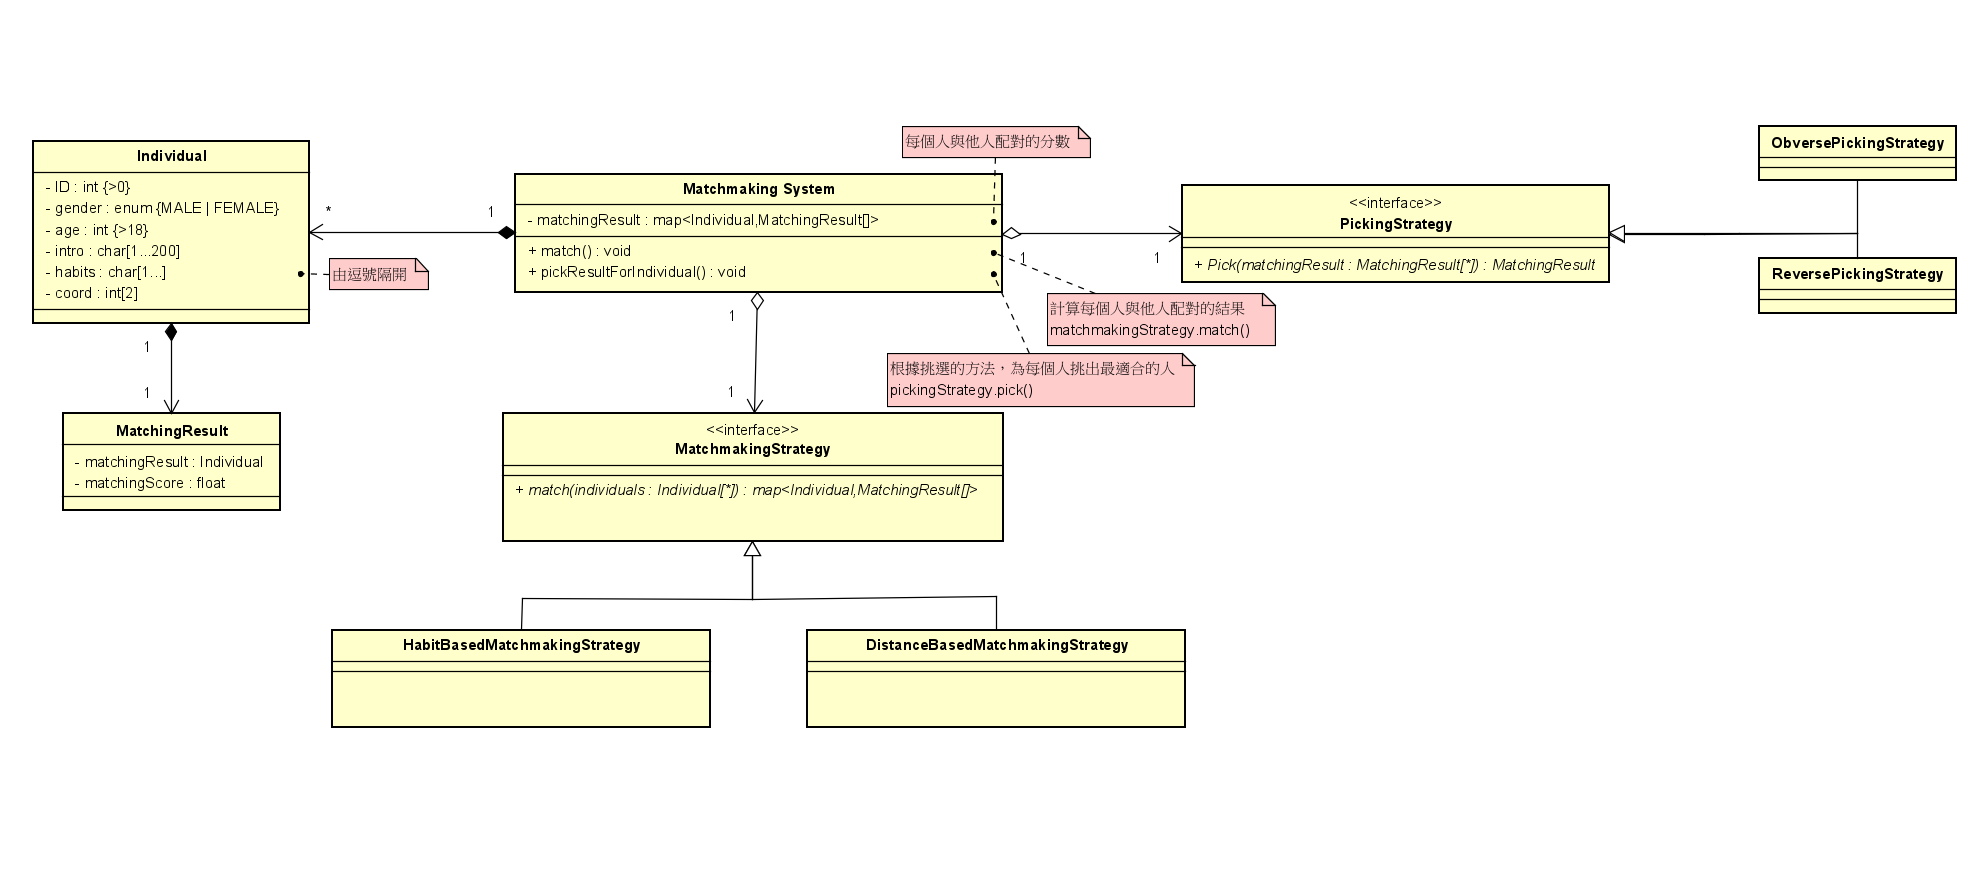 Individual
- ID : int {>0}
- gender : enum {MALE | FEMALE}
- age : int {>18}
- intro : char[1...200]
- habits : char[1...]
- coord : int[2]
由逗號隔開
*
1
1
1
MatchingResult
- matchingResult : Individual
- matchingScore : float
每個人與他人配對的分數
Matchmaking System
- matchingResult : map<Individual,MatchingResult[]>
+ match() : void
+ pickResultForIndividual() : void
1
1
計算每個人與他人配對的結果
matchmakingStrategy.match()
根據挑選的方法，為每個人挑出最適合的人
pickingStrategy.pick()
1
1
<<interface>>
MatchmakingStrategy
+ match(individuals : Individual[*]) : map<Individual,MatchingResult[]>
HabitBasedMatchmakingStrategy
DistanceBasedMatchmakingStrategy
<<interface>>
PickingStrategy
+ Pick(matchingResult : MatchingResult[*]) : MatchingResult
ObversePickingStrategy
ReversePickingStrategy